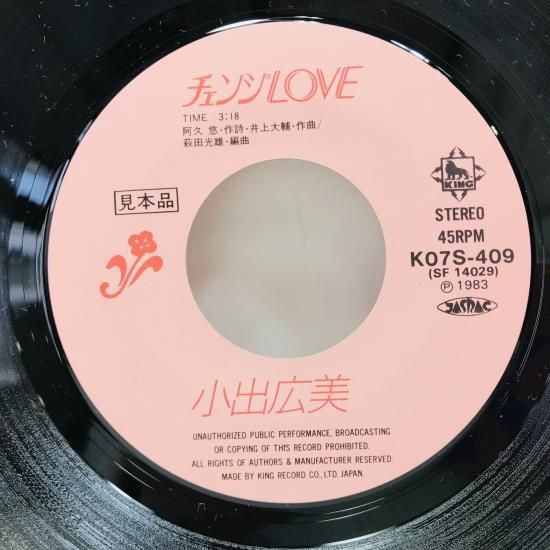 チェンジLOVE
TIME 3:18
阿久 悠・作詩・井上大輔・作曲/
萩田光雄・編曲
見本品
KING
STEREO
45RPM
K07S-409
(SF 14029)
Ⓟ 1983
JASRAC
小出広美
UNAUTHORIZED PUBLIC PERFORMANCE, BROADCASTING
OR COPYING OF THIS RECORD PROHIBITED.
ALL RIGHTS OF AUTHORS & MANUFACTURER RESERVED.
MADE BY KING RECORD CO., LTD. JAPAN.